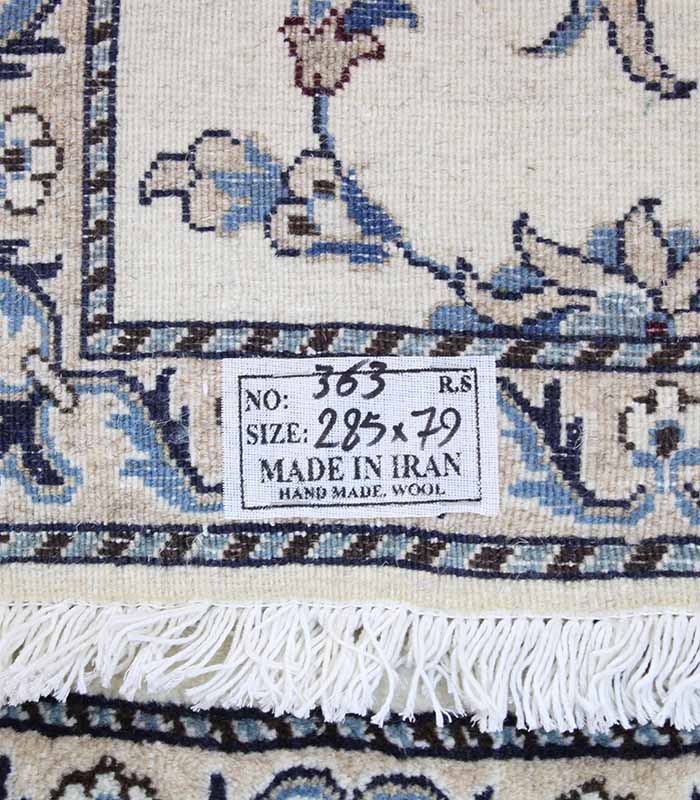 NO: 363 R.S
SIZE: 285x79
MADE IN IRAN
HAND MADE. WOOL